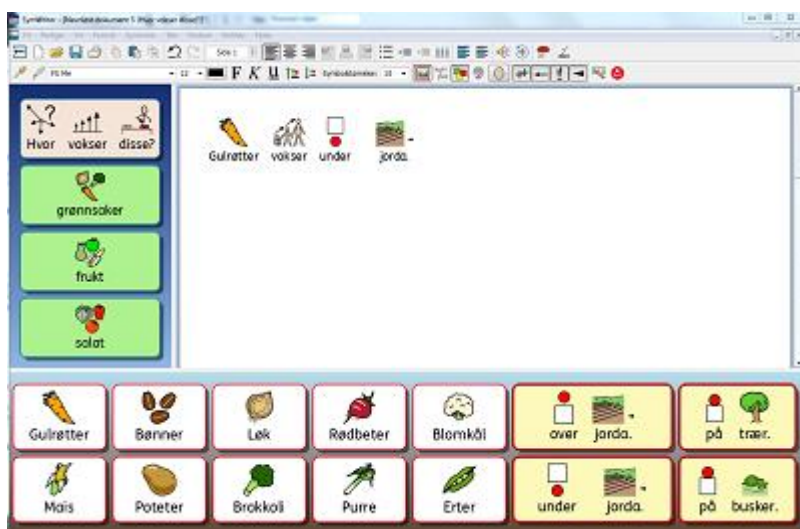 Hvor vokser disse?
grønnsaker
frukt
salat
Gulrøtter vokser under jorda.
Gulrøtter Bønner Løk Rødbeter Blomkål over jorda. på trær.
Mais Poteter Brokkoli Purre Erter under jorda. på busker.